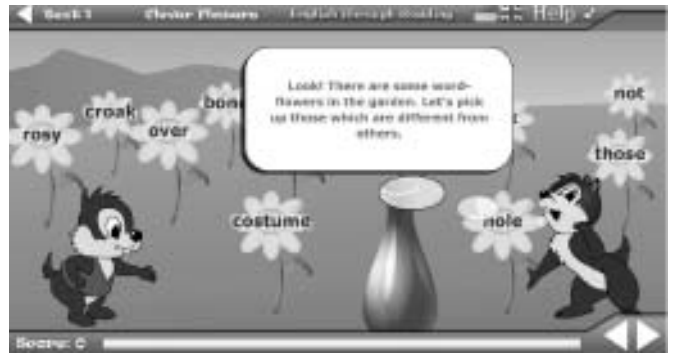 Help
Look! There are some word-
flowers in the garden. Let's pick
up those which are different from
others.
not
croak
rosy
over
those
costume
hole
Score: 0